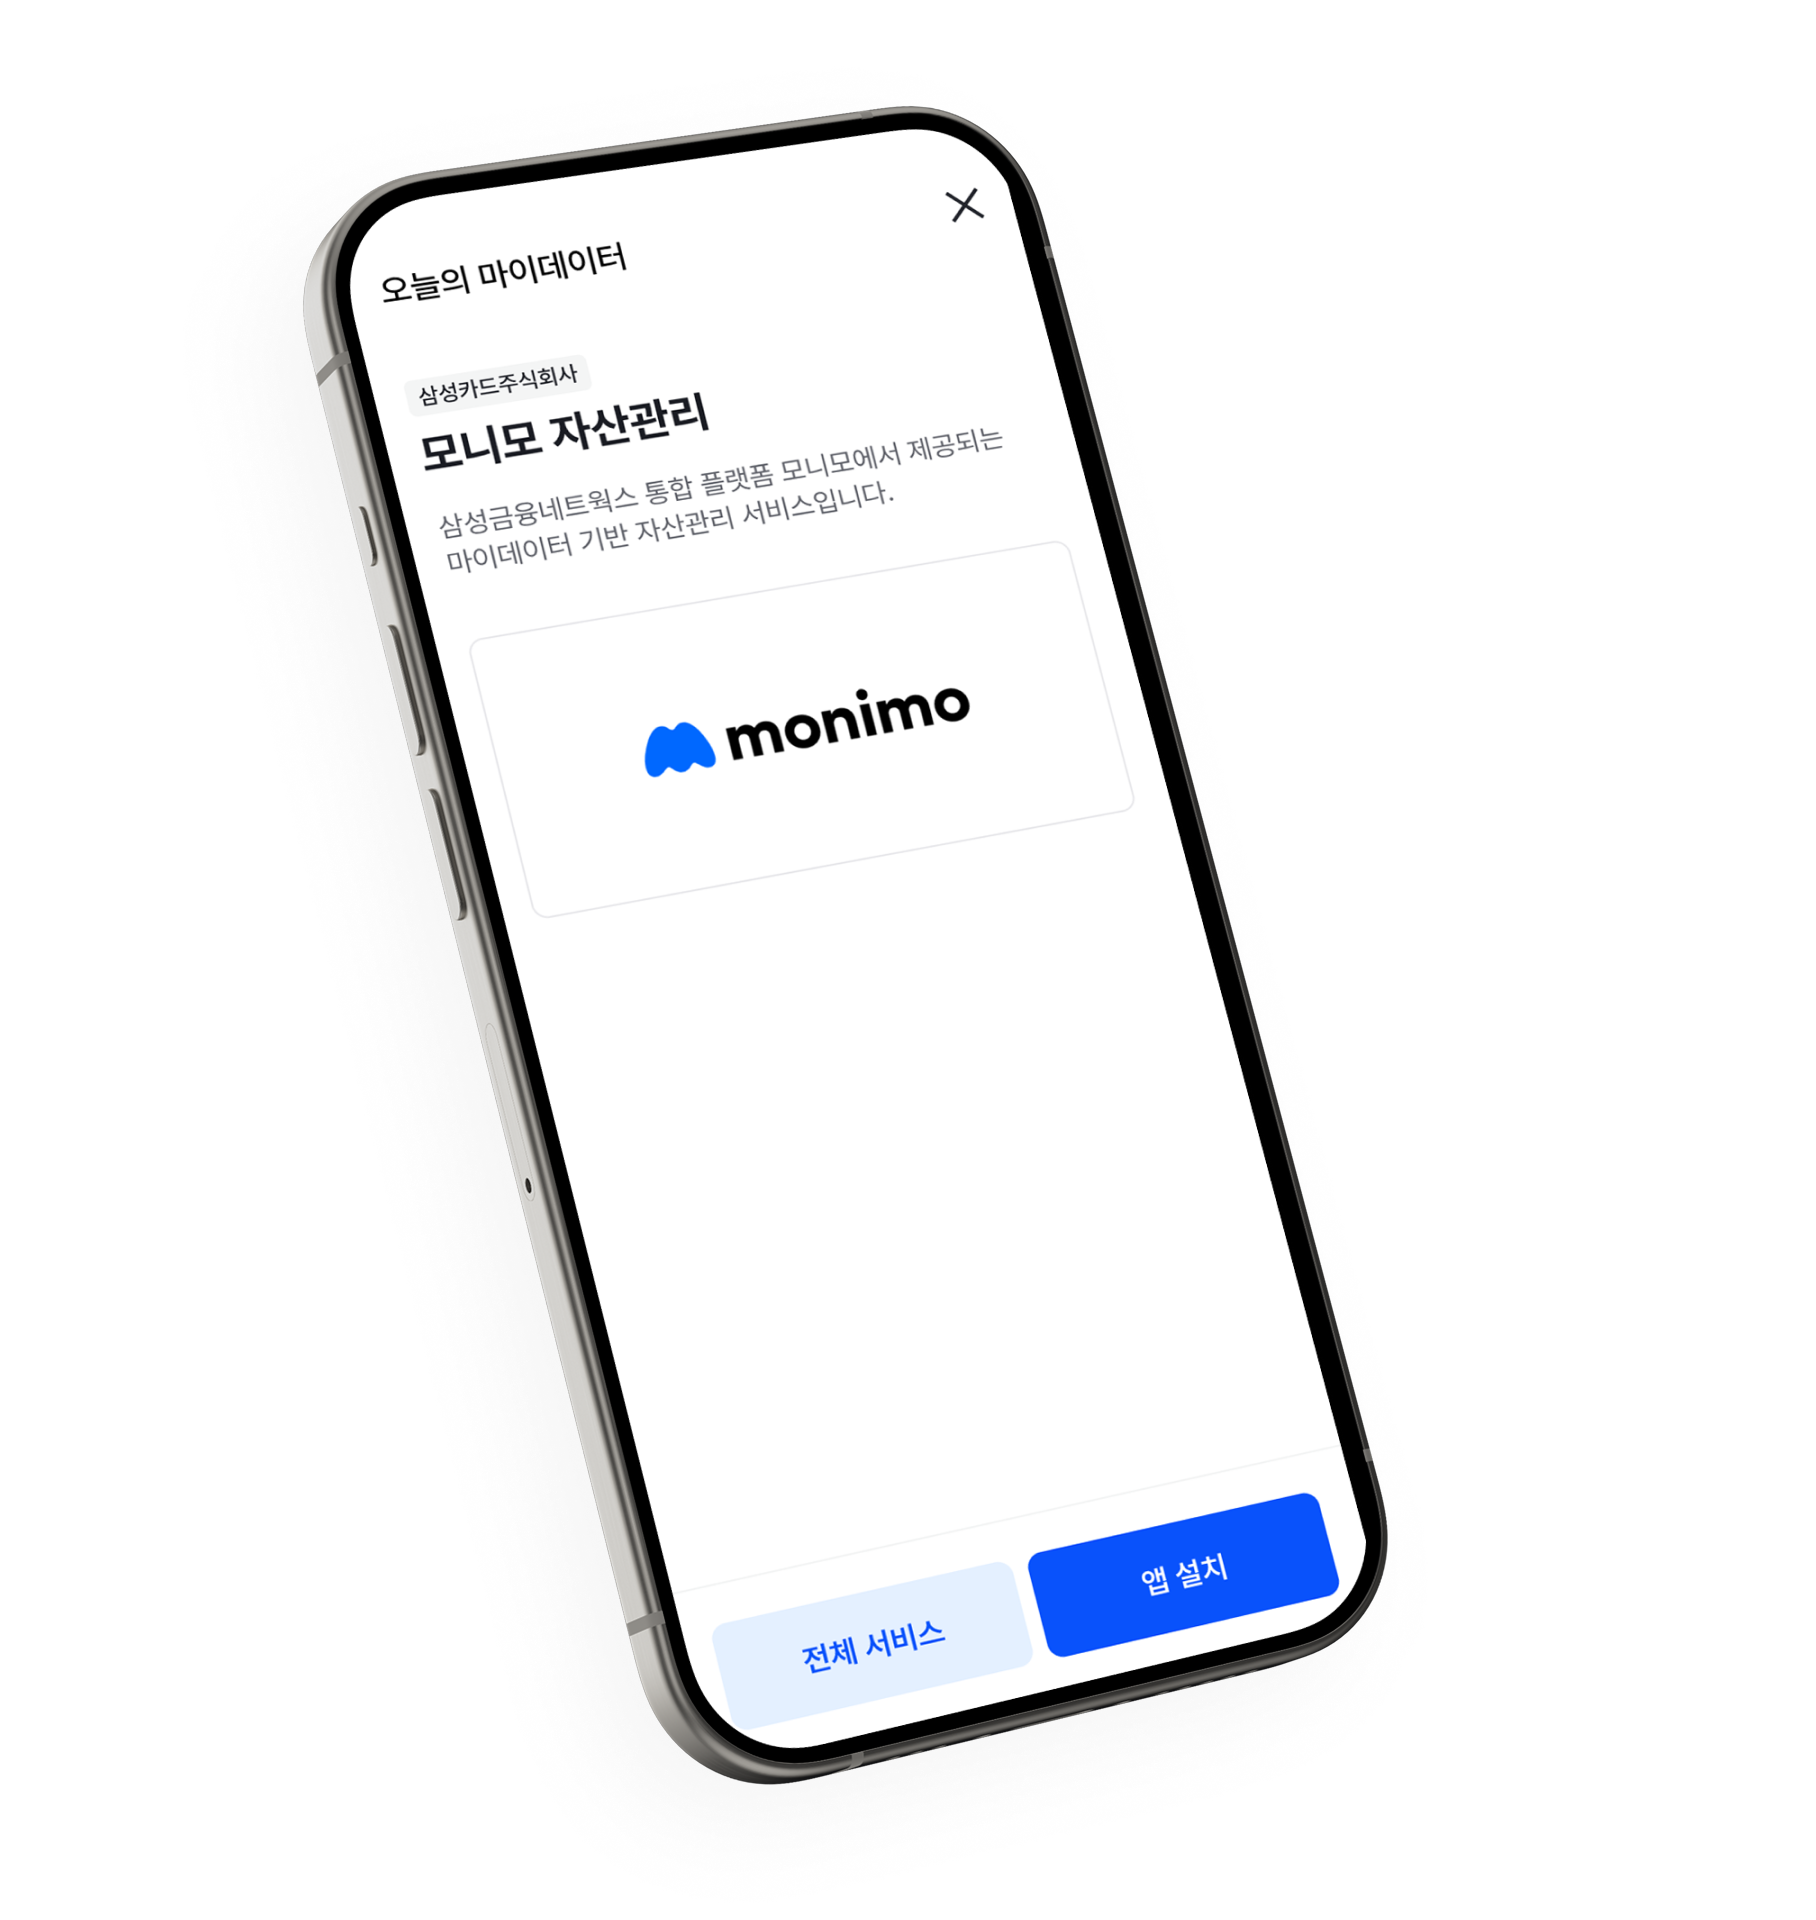 오늘의 마이데이터
삼성카드주식회사
모니모 자산관리
삼성금융네트웍스 통합 플랫폼 모니모에서 제공되는
마이데이터 기반 자산관리 서비스입니다.
monimo
전체 서비스
앱 설치